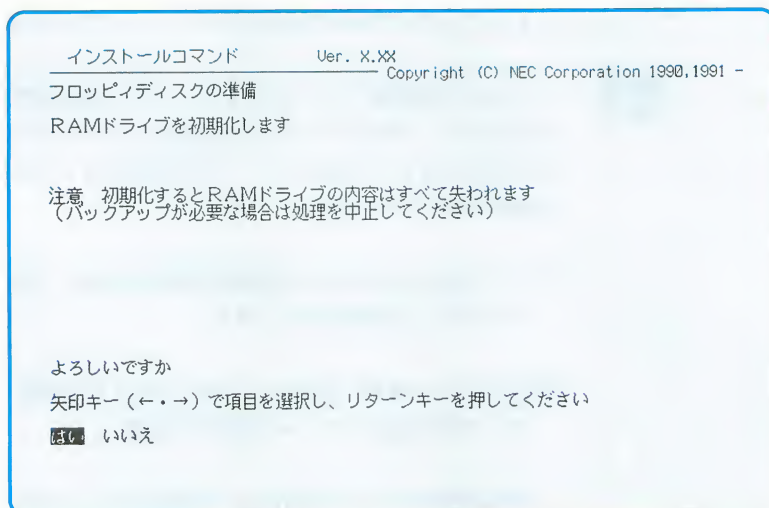 インストールコマンド Ver. X.XX
Copyright (C) NEC Corporation 1990,1991 -
フロッピィディスクの準備
RAMドライブを初期化します
注意 初期化するとRAMドライブの内容はすべて失われます
(バックアップが必要な場合は処理を中止してください)
よろしいですか
矢印キー(←・→)で項目を選択し、リターンキーを押してください
はい いいえ